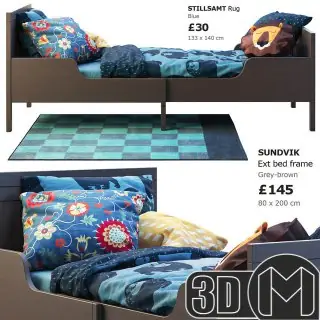 STILLSAMT Rug
Blue
£30
133 x 140 cm
SUNDVIK
Ext bed frame
Grey-brown
£145
80 x 200 cm
3D M